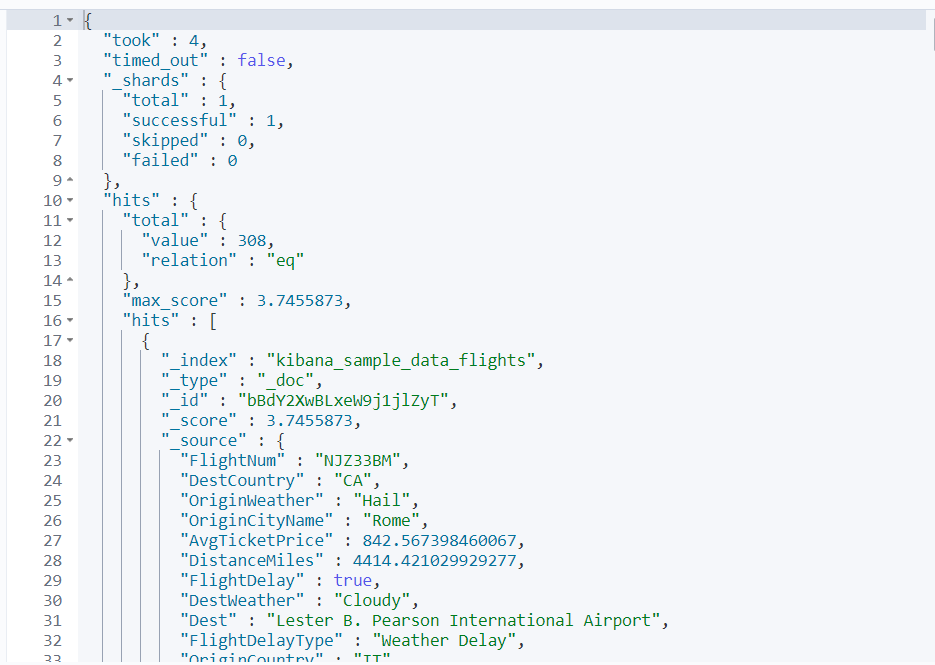 1 {
2 "took" : 4,
3 "timed_out" : false,
4 "_shards" : {
5 "total" : 1,
6 "successful" : 1,
7 "skipped" : 0,
8 "failed" : 0
9 },
10 "hits" : {
11 "total" : {
12 "value" : 308,
13 "relation" : "eq"
14 },
15 "max_score" : 3.7455873,
16 "hits" : [
17 {
18 "_index" : "kibana_sample_data_flights",
19 "_type" : "_doc",
20 "_id" : "bBdY2XwBLxeW9j1jlZyT",
21 "_score" : 3.7455873,
22 "_source" : {
23 "FlightNum" : "NJZ33BM",
24 "DestCountry" : "CA",
25 "OriginWeather" : "Hail",
26 "OriginCityName" : "Rome",
27 "AvgTicketPrice" : 842.567398460067,
28 "DistanceMiles" : 4414.421029929277,
29 "FlightDelay" : true,
30 "DestWeather" : "Cloudy",
31 "Dest" : "Lester B. Pearson International Airport",
32 "FlightDelayType" : "Weather Delay",
33 "OriginCountry" : "IT"